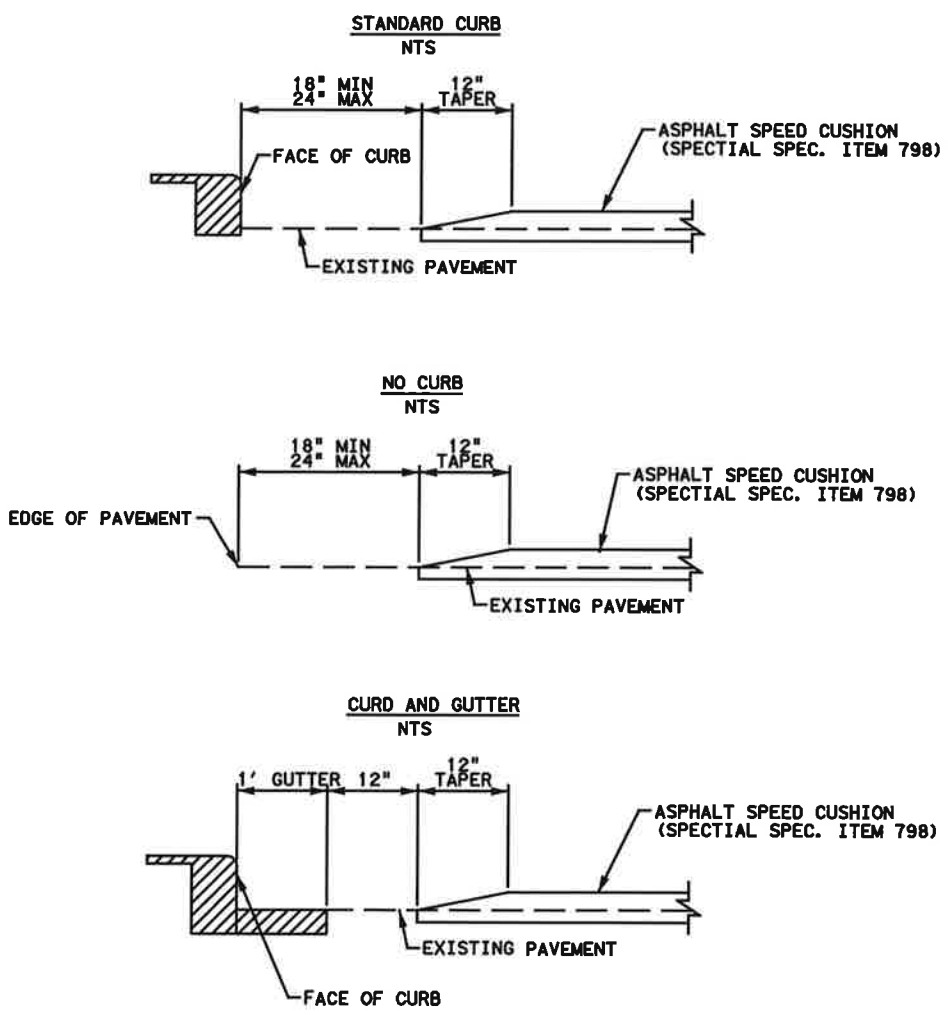 STANDARD CURB
NTS
18" MIN
24" MAX
12"
TAPER
FACE OF CURB
ASPHALT SPEED CUSHION
(SPECTIAL SPEC. ITEM 798)
EXISTING PAVEMENT
NO CURB
NTS
18" MIN
24" MAX
12"
TAPER
ASPHALT SPEED CUSHION
(SPECTIAL SPEC. ITEM 798)
EDGE OF PAVEMENT
EXISTING PAVEMENT
CURD AND GUTTER
NTS
1' GUTTER
12"
12"
TAPER
ASPHALT SPEED CUSHION
(SPECTIAL SPEC. ITEM 798)
EXISTING PAVEMENT
FACE OF CURB